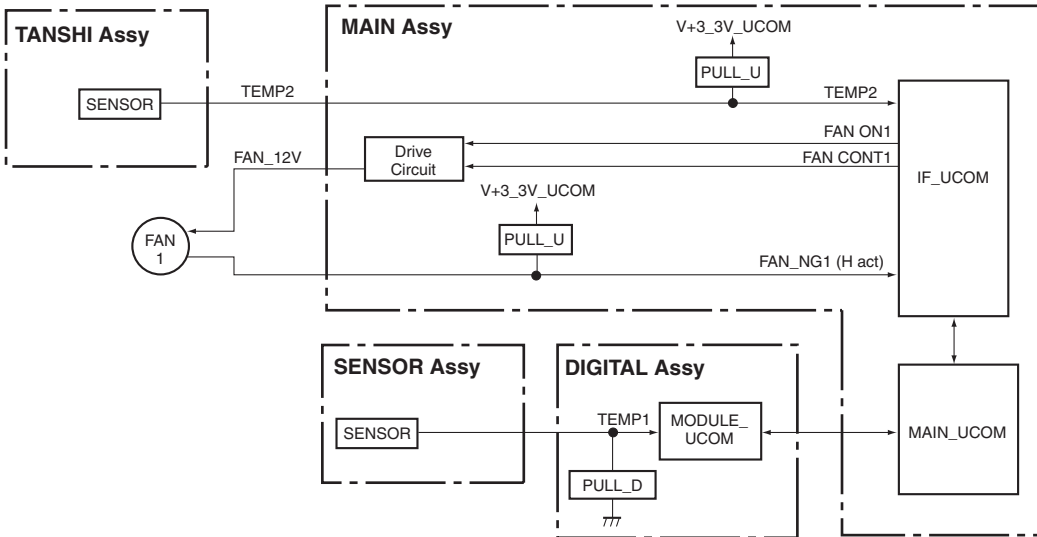 TANSHI Assy
MAIN Assy
V+3_3V_UCOM
PULL_U
SENSOR
TEMP2
TEMP2
FAN ON1
FAN_12V
Drive
Circuit
FAN CONT1
IF_UCOM
V+3_3V_UCOM
FAN
1
PULL_U
FAN_NG1 (H act)
SENSOR Assy
DIGITAL Assy
SENSOR
TEMP1
MODULE_
UCOM
MAIN_UCOM
PULL_D